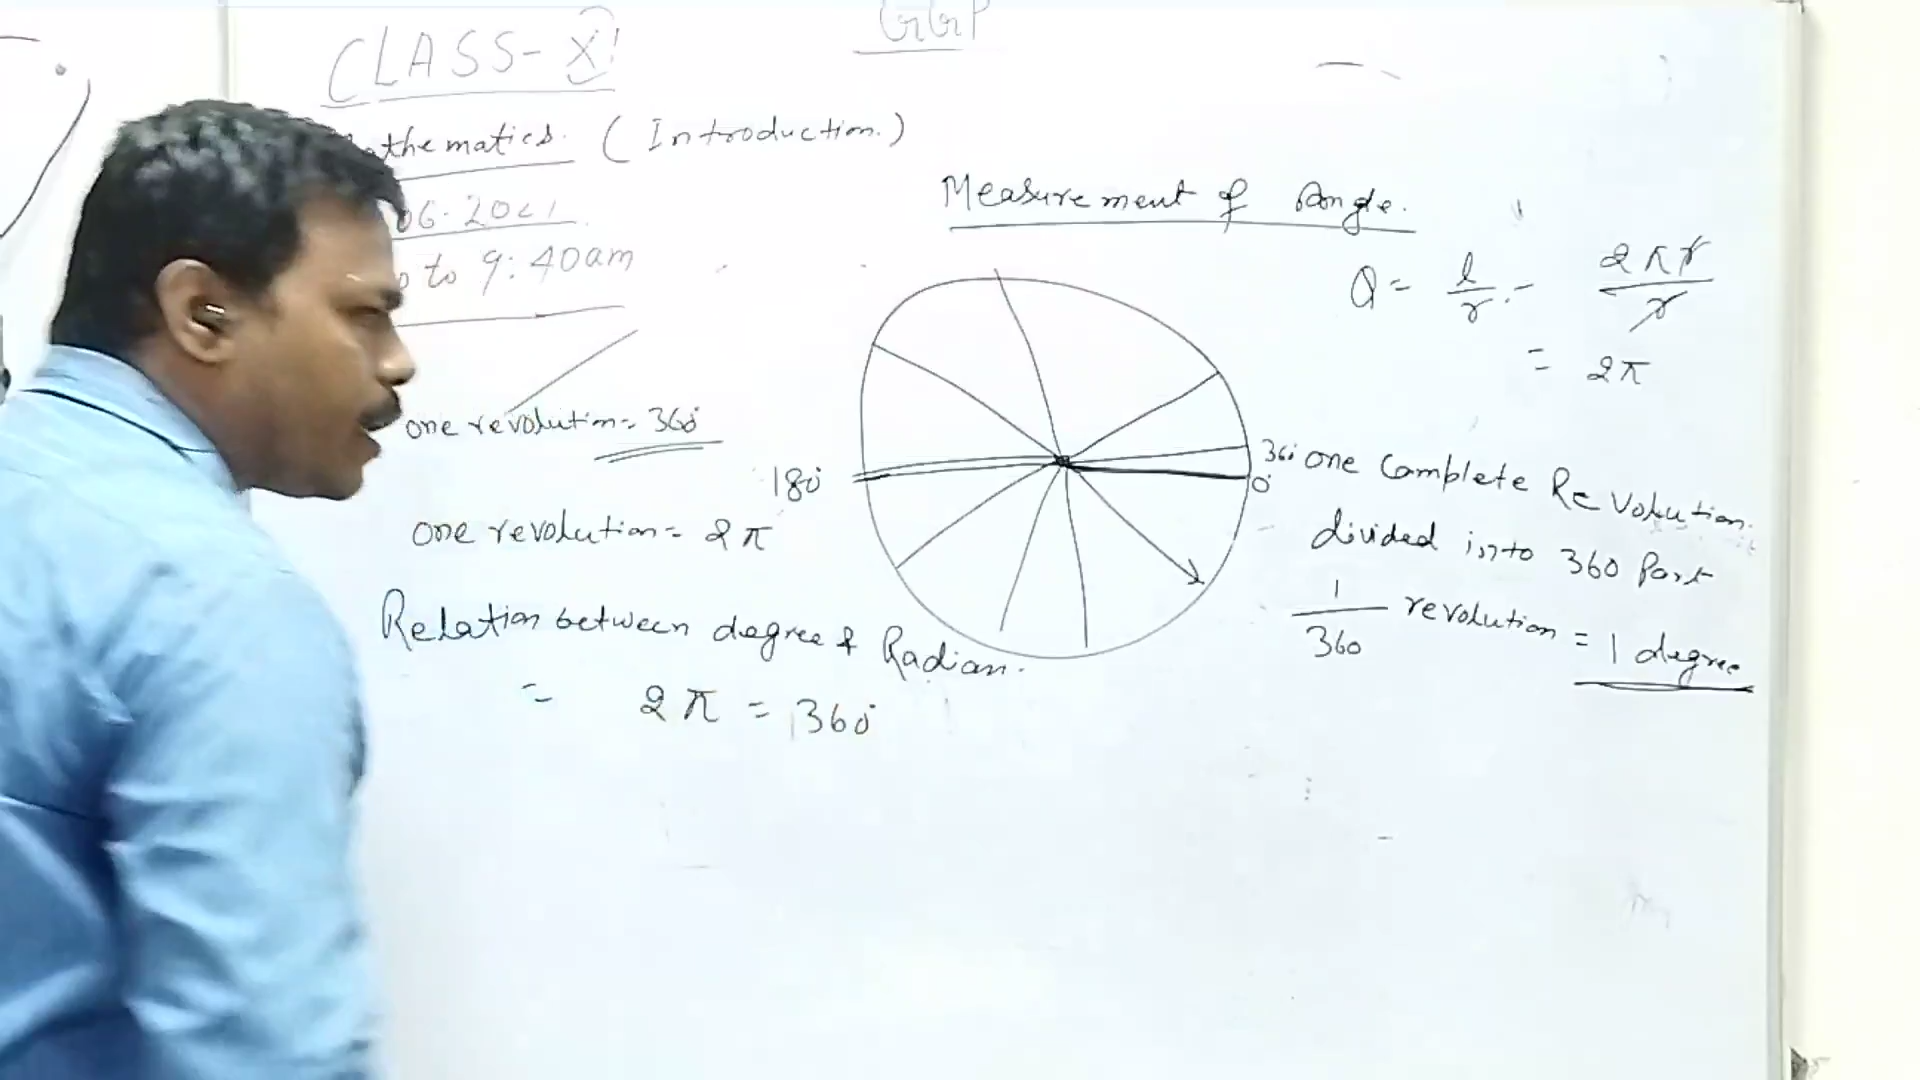 CLASS-XI
GGP
athematics. (Introduction.)
06.2021
to 9:40am
Measurement of Angle.
Q = l/r = 2πr/r
= 2π
one revolution = 360°
180°
360
0°
one Complete Revolution.
divided into 360 Part
1/360 revolution = 1 degree
one revolution = 2π
Relation between degree & Radian.
= 2π = 360°